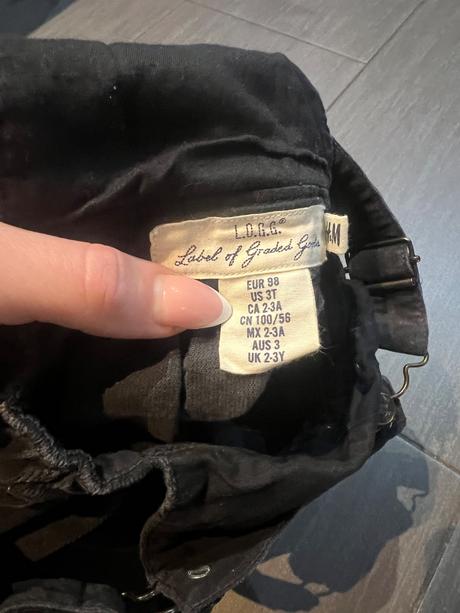 L.O.G.G.®
Label of Graded Goods
EUR 98
US 3T
CA 2-3A
CN 100/56
MX 2-3A
AUS 3
UK 2-3Y